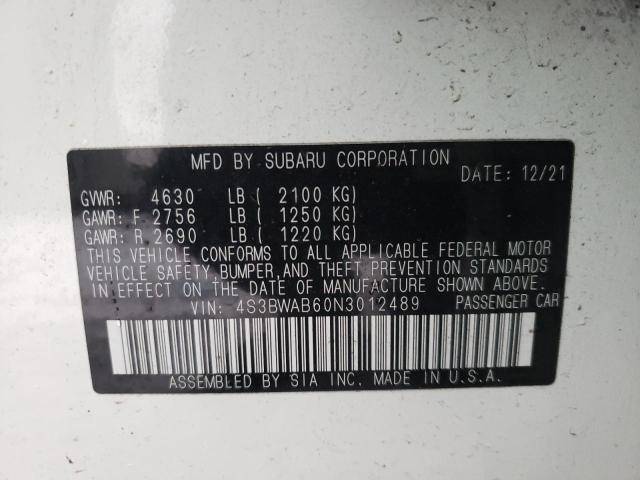 MFD BY SUBARU CORPORATION
DATE: 12/21
GVWR: 4630 LB ( 2100 KG)
GAWR: F 2756 LB ( 1250 KG)
GAWR: R 2690 LB ( 1220 KG)
THIS VEHICLE CONFORMS TO ALL APPLICABLE FEDERAL MOTOR
VEHICLE SAFETY, BUMPER, AND THEFT PREVENTION STANDARDS
IN EFFECT ON THE DATE OF MANUFACTURE SHOWN ABOVE.
VIN: 4S3BWAB60N3012489 PASSENGER CAR
ASSEMBLED BY SIA INC. MADE IN U.S.A.